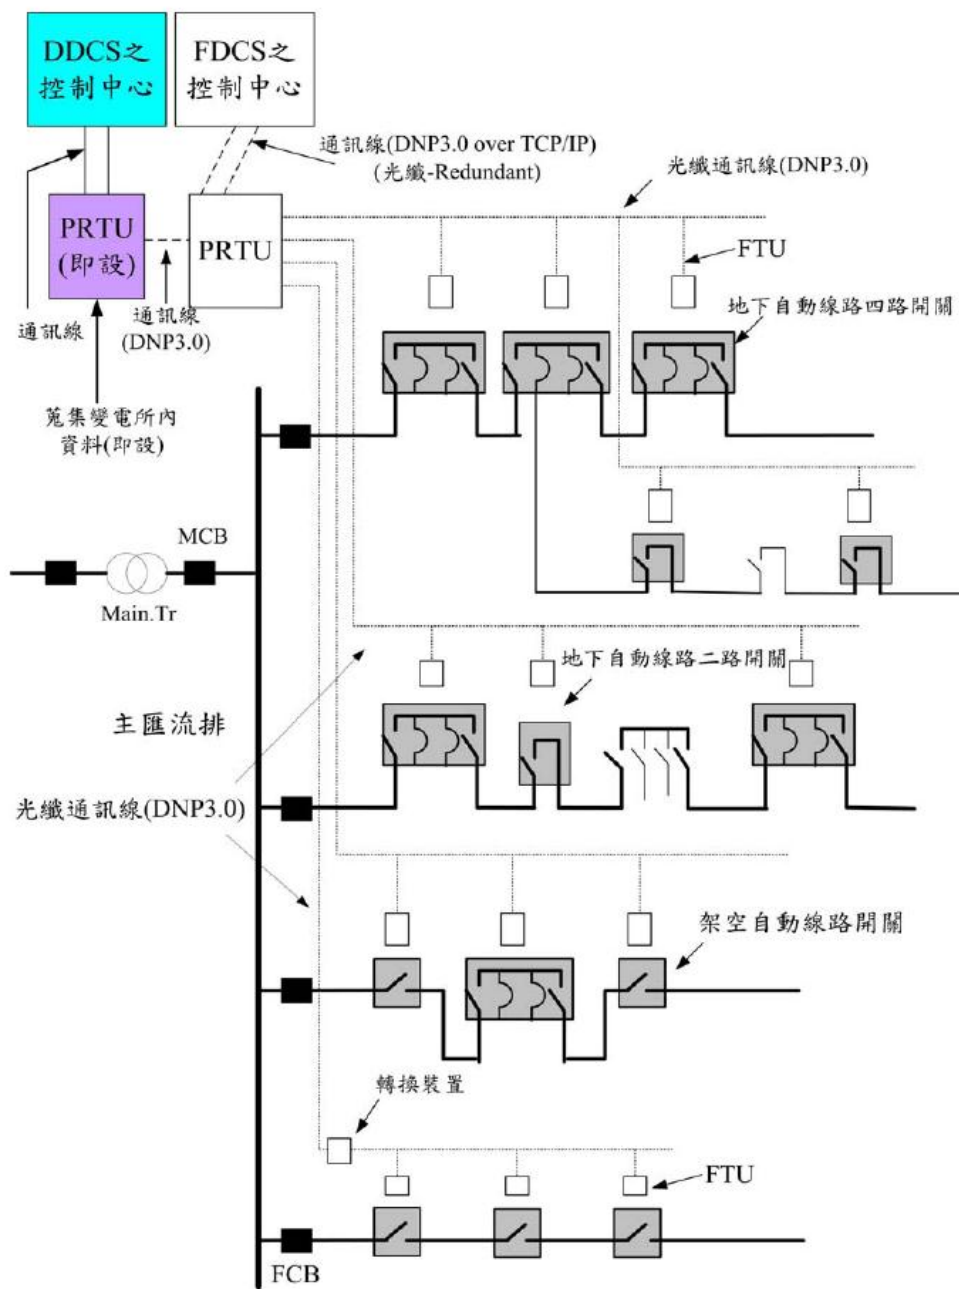 DDCS之
控制中心
FDCS之
控制中心
通訊線(DNP3.0 over TCP/IP)
(光纖-Redundant)
光纖通訊線(DNP3.0)
PRTU
(即設)
PRTU
FTU
通訊線
通訊線
(DNP3.0)
地下自動線路四路開關
蒐集變電所內
資料(即設)
MCB
Main.Tr
地下自動線路二路開關
主匯流排
光纖通訊線(DNP3.0)
架空自動線路開關
轉換裝置
FTU
FCB